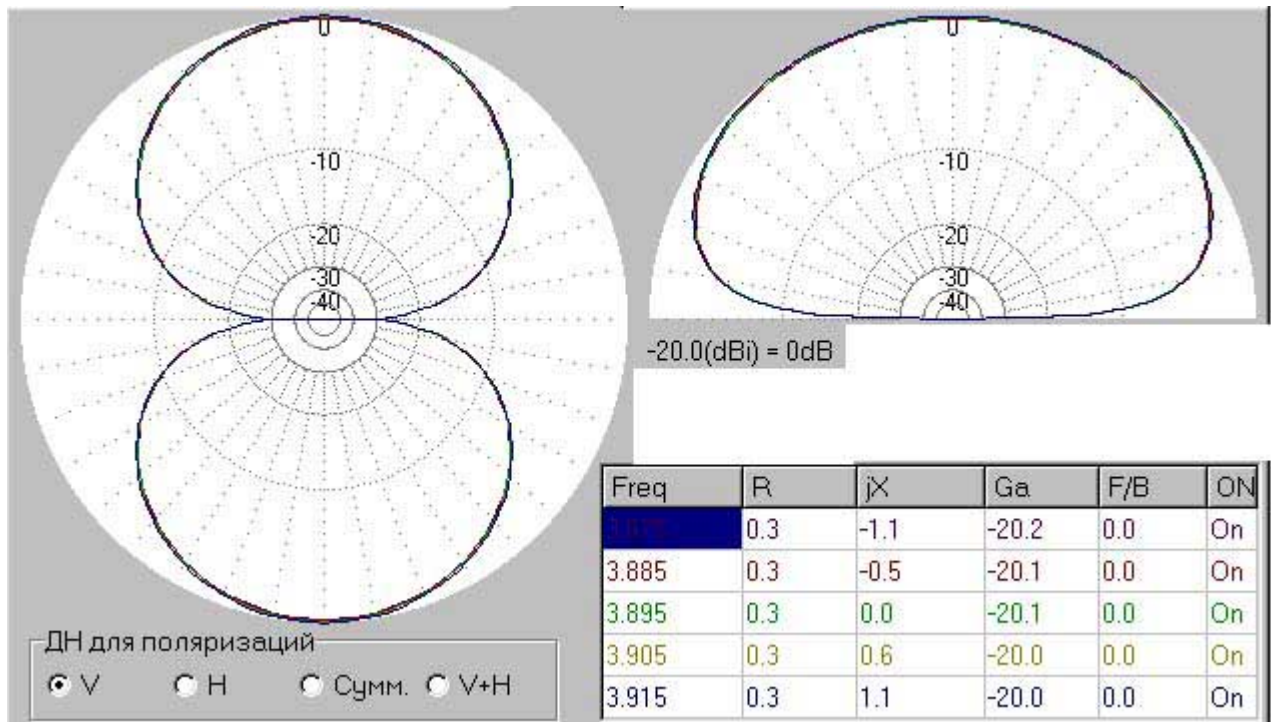 0
-10
-20
-30
-40
0
-10
-20
-30
-40
-20.0(dBi) = 0dB
Freq R jX Ga F/B ON
0.3 -1.1 -20.2 0.0 On
3.885 0.3 -0.5 -20.1 0.0 On
3.895 0.3 0.0 -20.1 0.0 On
3.905 0.3 0.6 -20.0 0.0 On
3.915 0.3 1.1 -20.0 0.0 On
ДН для поляризаций
V H Сумм. V+H